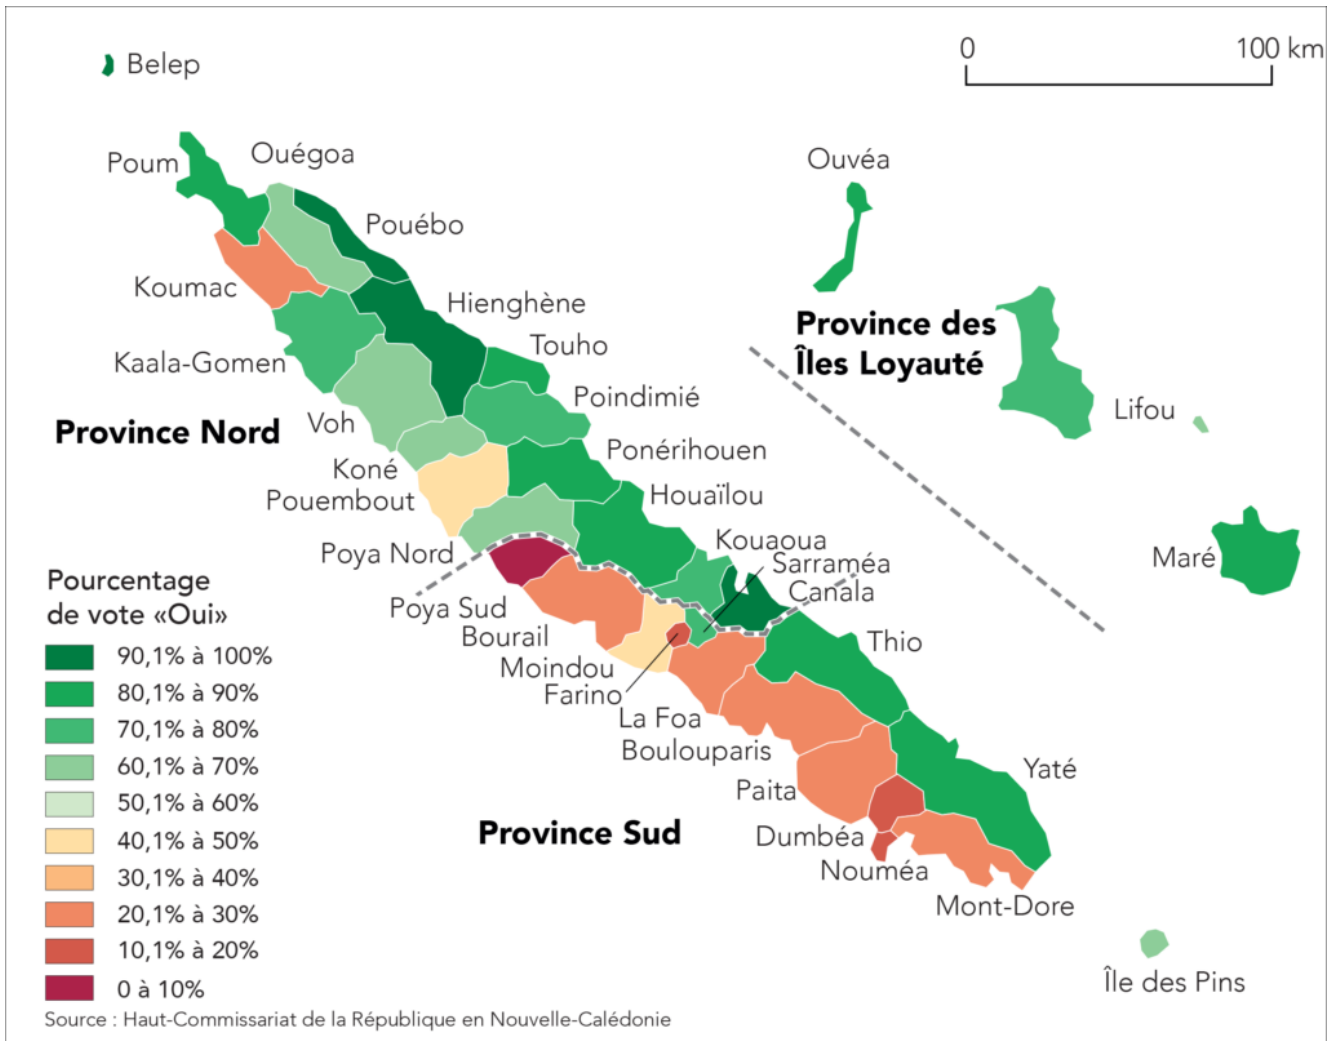 0
100 km
Belep
Ouégoa
Poum
Ouvéa
Pouébo
Koumac
Hienghène
Province des
Îles Loyauté
Touho
Kaala-Gomen
Poindimié
Lifou
Voh
Province Nord
Ponérihouen
Koné
Houaïlou
Pouembout
Kouaoua
Poya Nord
Sarraméa
Maré
Canala
Pourcentage
de vote «Oui»
Poya Sud
Bourail
Thio
90,1% à 100%
Moindou
80,1% à 90%
Farino
70,1% à 80%
La Foa
Boulouparis
60,1% à 70%
Yaté
Paita
50,1% à 60%
Province Sud
Dumbéa
40,1% à 50%
Nouméa
30,1% à 40%
Mont-Dore
20,1% à 30%
10,1% à 20%
Île des Pins
0 à 10%
Source : Haut-Commissariat de la République en Nouvelle-Calédonie